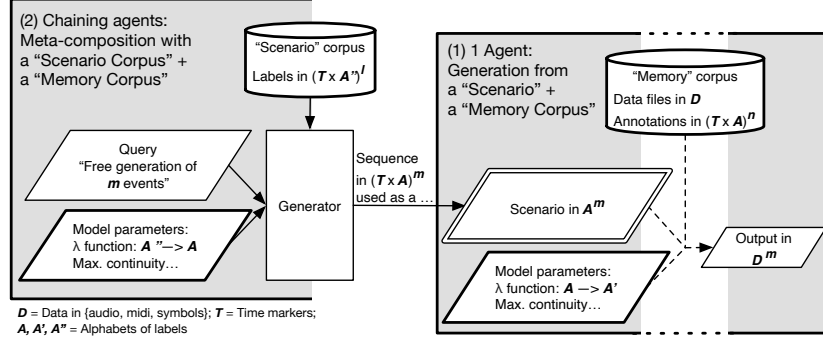 (2) Chaining agents:
Meta-composition with
a “Scenario Corpus” +
a “Memory Corpus”
“Scenario” corpus
Labels in (T x A”)^l
Query
“Free generation of
m events”
Model parameters:
λ function: A ”—> A
Max. continuity…
Generator
Sequence
in (T x A)^m
used as a …
(1) 1 Agent:
Generation from
a “Scenario” +
a “Memory Corpus”
“Memory” corpus
Data files in D
Annotations in (T x A)^n
Scenario in A^m
Model parameters:
λ function: A —> A'
Max. continuity…
Output in
D^m
D = Data in {audio, midi, symbols}; T = Time markers;
A, A', A" = Alphabets of labels